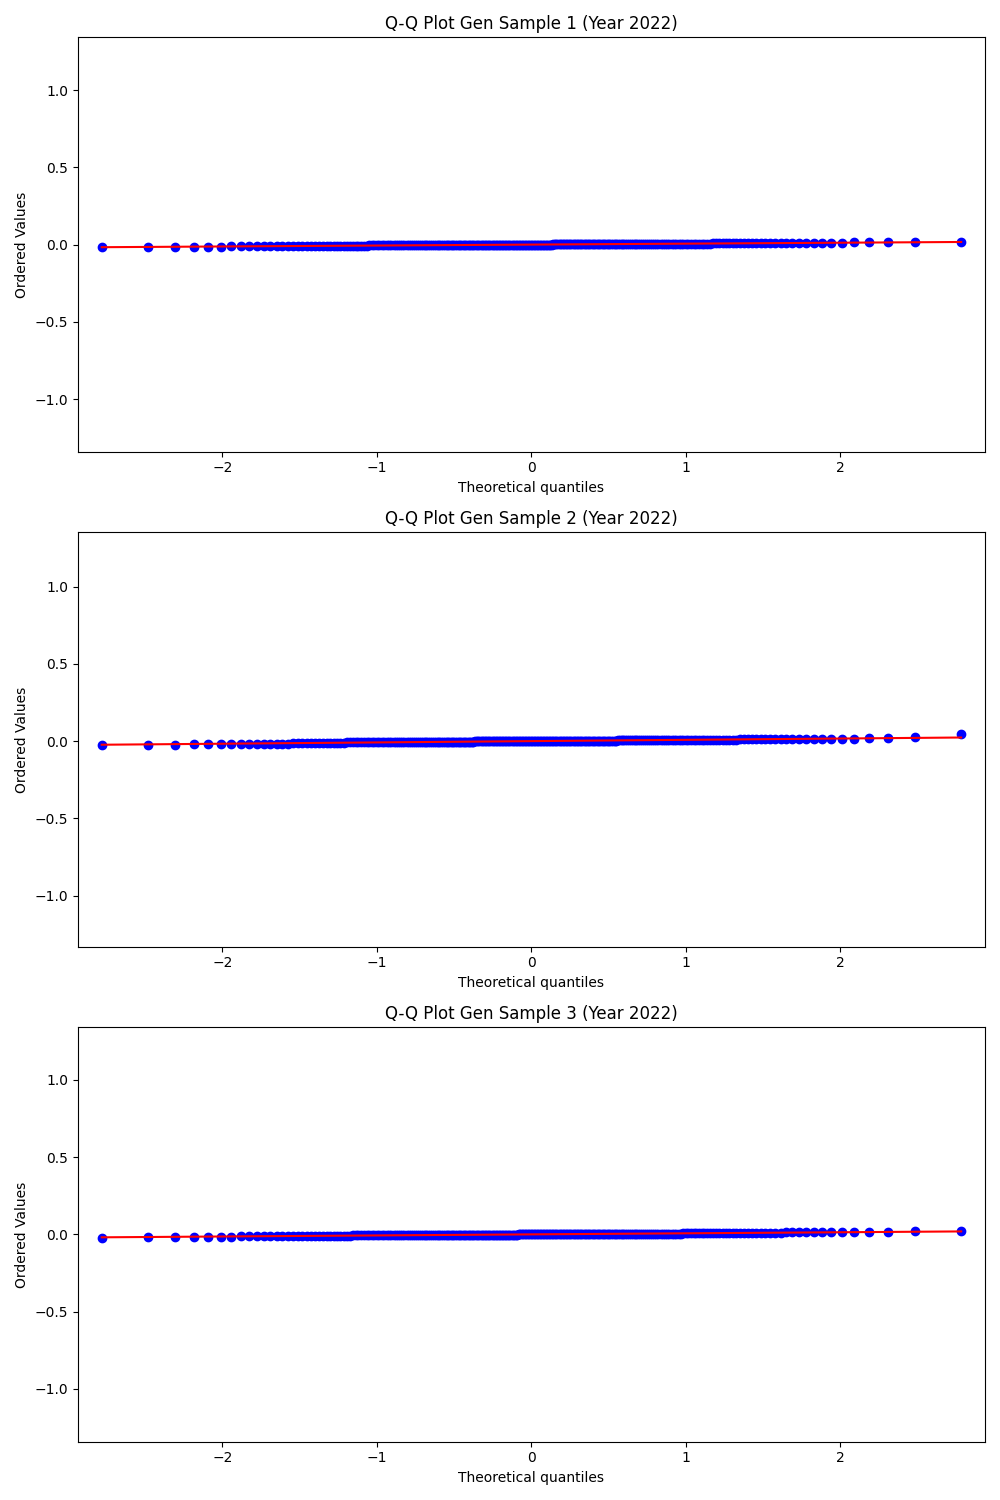 Q-Q Plot Gen Sample 1 (Year 2022)
1.0
0.5
0.0
−0.5
−1.0
Ordered Values
−2 −1 0 1 2
Theoretical quantiles
Q-Q Plot Gen Sample 2 (Year 2022)
1.0
0.5
0.0
−0.5
−1.0
Ordered Values
−2 −1 0 1 2
Theoretical quantiles
Q-Q Plot Gen Sample 3 (Year 2022)
1.0
0.5
0.0
−0.5
−1.0
Ordered Values
−2 −1 0 1 2
Theoretical quantiles